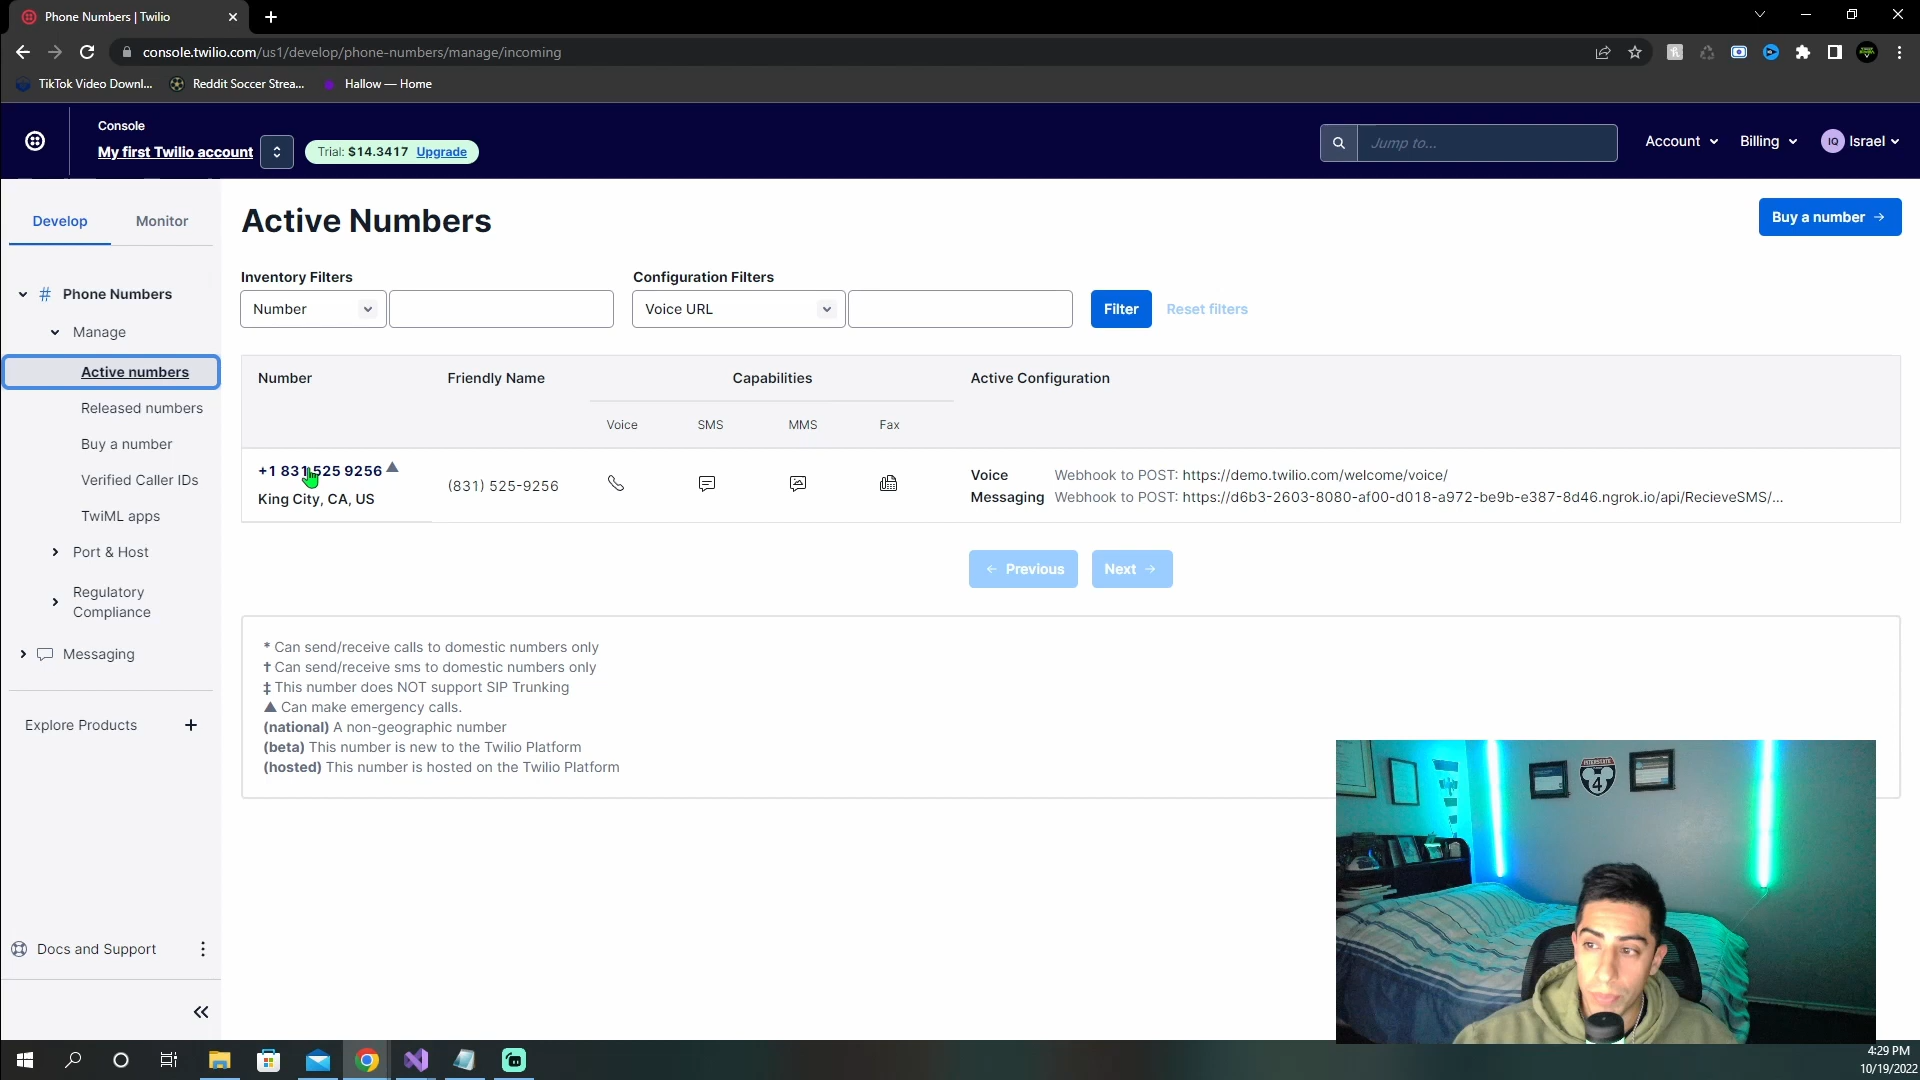 Phone Numbers | Twilio
console.twilio.com/us1/develop/phone-numbers/manage/incoming
TikTok Video Downl...
Reddit Soccer Strea...
Hallow — Home
Console
My first Twilio account
Trial: $14.3417 Upgrade
Jump to...
Account
Billing
IQ
Israel
Develop
Monitor
Active Numbers
Buy a number →
# Phone Numbers
Manage
Active numbers
Released numbers
Buy a number
Verified Caller IDs
TwiML apps
Port & Host
Regulatory
Compliance
Messaging
Explore Products +
Docs and Support
Inventory Filters
Configuration Filters
Number
Voice URL
Filter
Reset filters
Number
Friendly Name
Capabilities
Active Configuration
Voice
SMS
MMS
Fax
+1 831 525 9256 ▲
King City, CA, US
(831) 525-9256
Voice Webhook to POST: https://demo.twilio.com/welcome/voice/
Messaging Webhook to POST: https://d6b3-2603-8080-af00-d018-a972-be9b-e387-8d46.ngrok.io/api/RecieveSMS/...
← Previous
Next →
* Can send/receive calls to domestic numbers only
† Can send/receive sms to domestic numbers only
‡ This number does NOT support SIP Trunking
▲ Can make emergency calls.
(national) A non-geographic number
(beta) This number is new to the Twilio Platform
(hosted) This number is hosted on the Twilio Platform
INTERSTATE
4
4:29 PM
10/19/2022